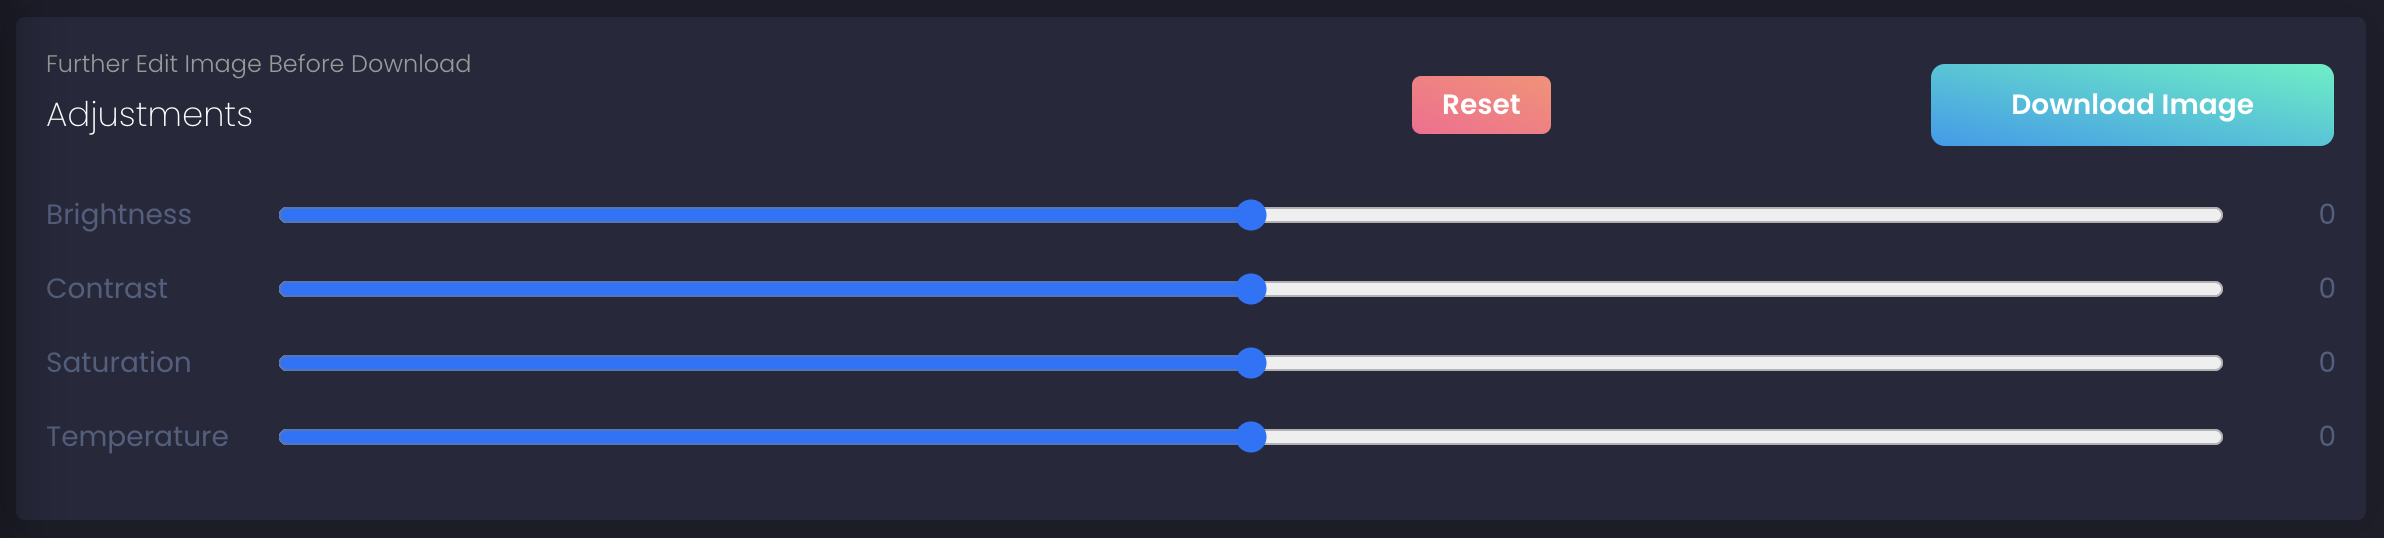 Further Edit Image Before Download
Adjustments
Reset
Download Image
Brightness 0
Contrast 0
Saturation 0
Temperature 0